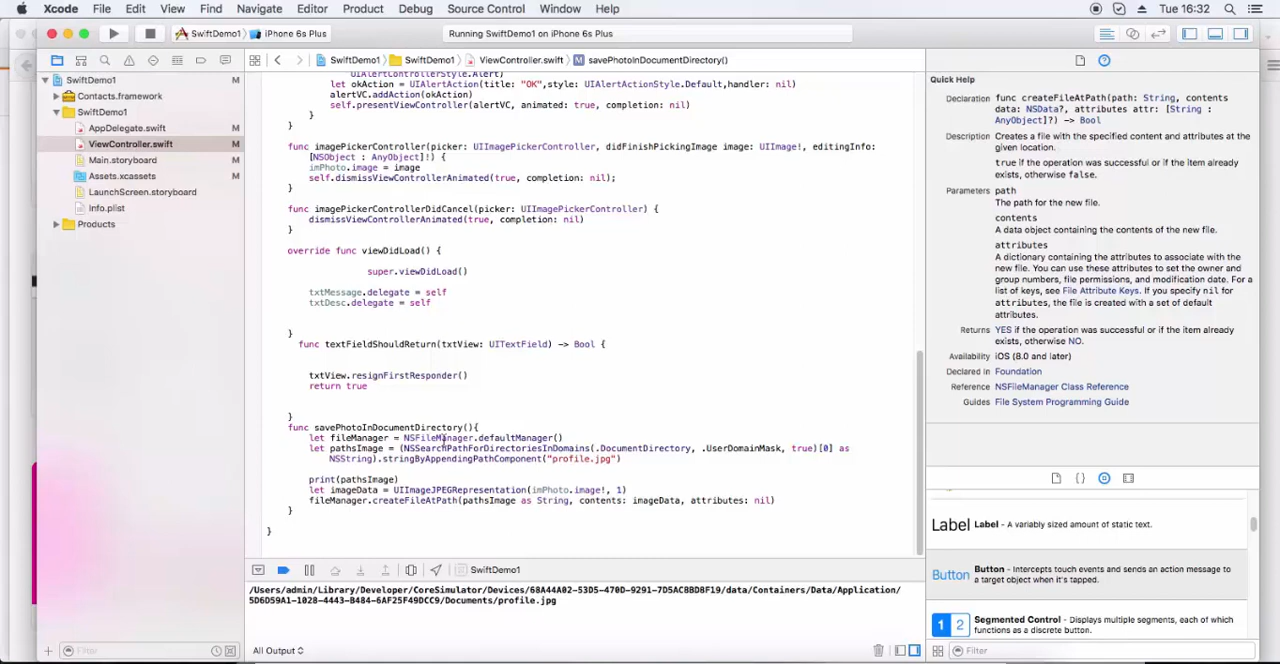 Xcode File Edit View Find Navigate Editor Product Debug Source Control Window Help Tue 16:32
SwiftDemo1 iPhone 6s Plus Running SwiftDemo1 on iPhone 6s Plus
SwiftDemo1 SwiftDemo1 ViewController.swift M savePhotoInDocumentDirectory()
SwiftDemo1 M
Contacts.framework
SwiftDemo1
AppDelegate.swift M
ViewController.swift M
Main.storyboard M
Assets.xcassets M
LaunchScreen.storyboard
Info.plist
Products
Filter
UIAlertControllerStyle.Alert)
let okAction = UIAlertAction(title: "OK",style: UIAlertActionStyle.Default,handler: nil)
alertVC.addAction(okAction)
self.presentViewController(alertVC, animated: true, completion: nil)
}
}
func imagePickerController(picker: UIImagePickerController, didFinishPickingImage image: UIImage!, editingInfo:
[NSObject : AnyObject]!) {
imPhoto.image = image
self.dismissViewControllerAnimated(true, completion: nil);
}
func imagePickerControllerDidCancel(picker: UIImagePickerController) {
dismissViewControllerAnimated(true, completion: nil)
}
override func viewDidLoad() {
super.viewDidLoad()
txtMessage.delegate = self
txtDesc.delegate = self
}
func textFieldShouldReturn(txtView: UITextField) -> Bool {
txtView.resignFirstResponder()
return true
}
func savePhotoInDocumentDirectory(){
let fileManager = NSFileManager.defaultManager()
let pathsImage = (NSSearchPathForDirectoriesInDomains(.DocumentDirectory, .UserDomainMask, true)[0] as
NSString).stringByAppendingPathComponent("profile.jpg")
print(pathsImage)
let imageData = UIImageJPEGRepresentation(imPhoto.image!, 1)
fileManager.createFileAtPath(pathsImage as String, contents: imageData, attributes: nil)
}
}
SwiftDemo1
/Users/admin/Library/Developer/CoreSimulator/Devices/68A44A02-53D5-470D-9291-7D5AC8BD8F19/data/Containers/Data/Application/
5D6D59A1-1028-4443-B484-6AF25F49DCC9/Documents/profile.jpg
All Output
Quick Help
Declaration func createFileAtPath(path: String, contents
data: NSData?, attributes attr: [String :
AnyObject]?) -> Bool
Description Creates a file with the specified content and attributes at the
given location.
true if the operation was successful or if the item already
exists, otherwise false.
Parameters path
The path for the new file.
contents
A data object containing the contents of the new file.
attributes
A dictionary containing the attributes to associate with the
new file. You can use these attributes to set the owner and
group numbers, file permissions, and modification date. For a
list of keys, see File Attribute Keys. If you specify nil for
attributes, the file is created with a set of default
attributes.
Returns YES if the operation was successful or if the item already
exists, otherwise NO.
Availability iOS (8.0 and later)
Declared in Foundation
Reference NSFileManager Class Reference
Guides File System Programming Guide
Label Label - A variably sized amount of static text.
Button Button - Intercepts touch events and sends an action message to
a target object when it's tapped.
1 2 Segmented Control - Displays multiple segments, each of which
functions as a discrete button.
Filter